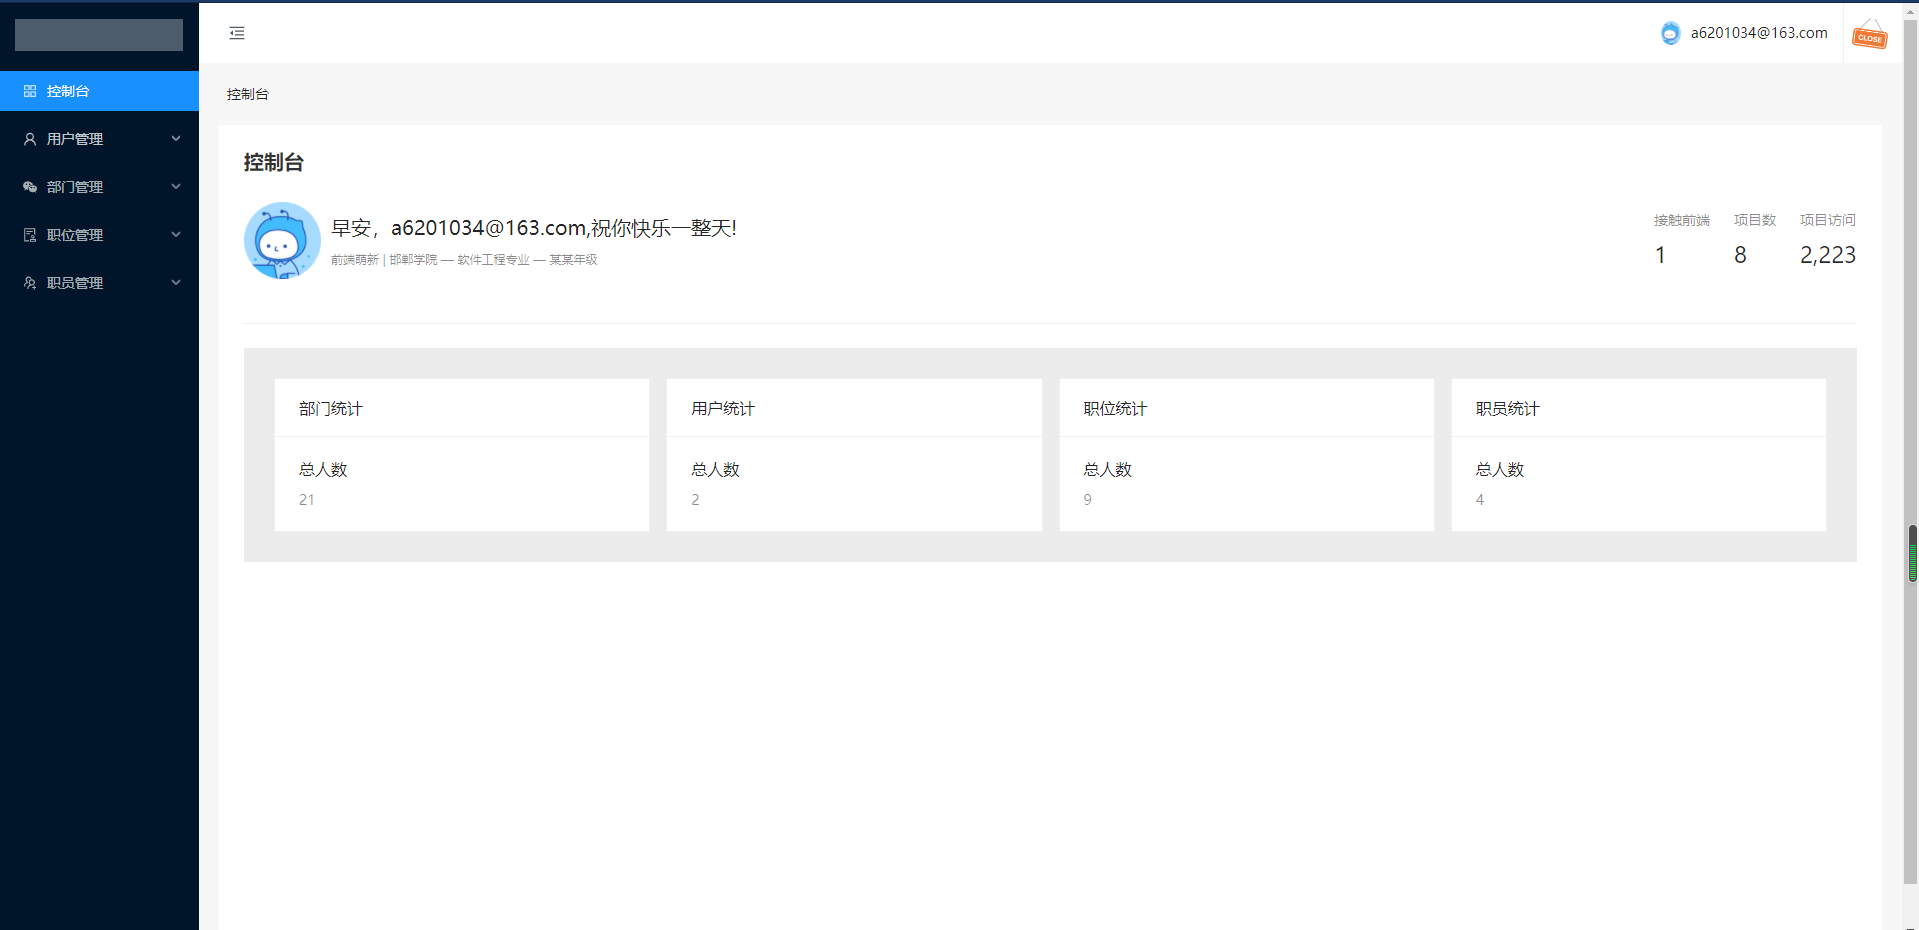 a6201034@163.com
CLOSE
控制台
用户管理
部门管理
职位管理
职员管理
控制台
控制台
早安，a6201034@163.com,祝你快乐一整天!
前端萌新 | 邯郸学院 — 软件工程专业 — 某某年级
接触前端 项目数 项目访问
1 8 2,223
部门统计 用户统计 职位统计 职员统计
总人数 总人数 总人数 总人数
21 2 9 4